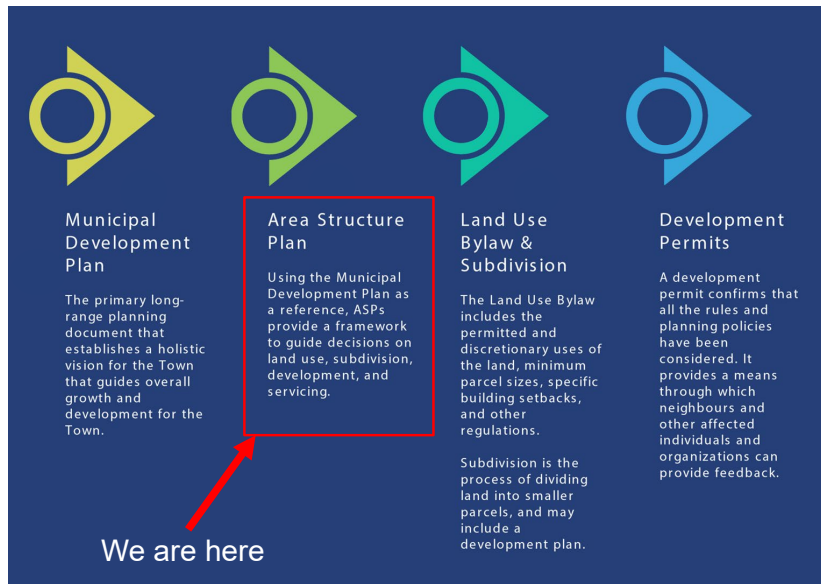 Municipal
Development
Plan
The primary long-
range planning
document that
establishes a holistic
vision for the Town
that guides overall
growth and
development for the
Town.
Area Structure
Plan
Using the Municipal
Development Plan as
a reference, ASPs
provide a framework
to guide decisions on
land use, subdivision,
development, and
servicing.
Land Use
Bylaw &
Subdivision
The Land Use Bylaw
includes the
permitted and
discretionary uses of
the land, minimum
parcel sizes, specific
building setbacks,
and other
regulations.
Subdivision is the
process of dividing
land into smaller
parcels, and may
include a
development plan.
Development
Permits
A development
permit confirms that
all the rules and
planning policies
have been
considered. It
provides a means
through which
neighbours and
other affected
individuals and
organizations can
provide feedback.
We are here